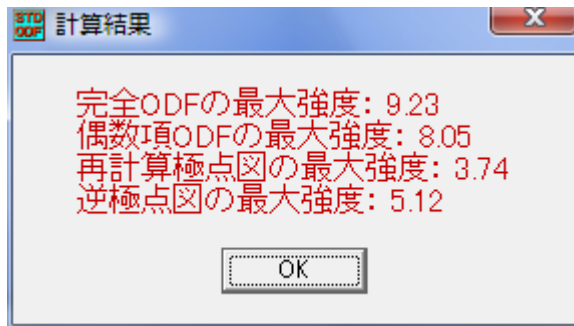 STD
ODF
計算結果
完全ODFの最大強度: 9.23
偶数項ODFの最大強度: 8.05
再計算極点図の最大強度: 3.74
逆極点図の最大強度: 5.12
OK